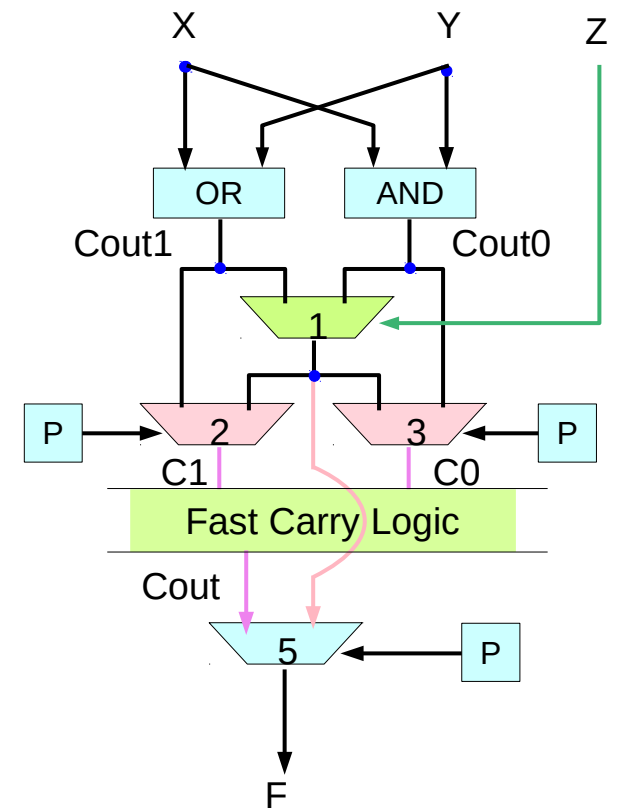 X Y Z
OR AND
Cout1 Cout0
1
P 2 3 P
C1 C0
Fast Carry Logic
Cout
5 P
F